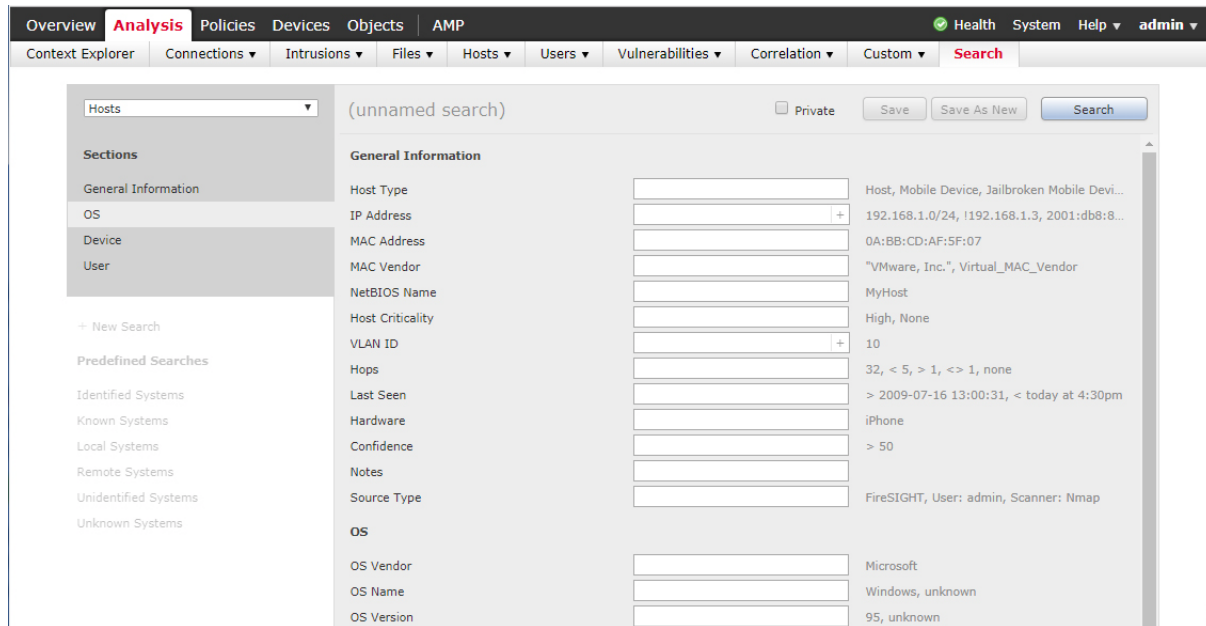 Overview Analysis Policies Devices Objects AMP Health System Help admin
Context Explorer Connections Intrusions Files Hosts Users Vulnerabilities Correlation Custom Search
Hosts
Sections
General Information
OS
Device
User
+ New Search
Predefined Searches
Identified Systems
Known Systems
Local Systems
Remote Systems
Unidentified Systems
Unknown Systems
(unnamed search) Private Save Save As New Search
General Information
Host Type Host, Mobile Device, Jailbroken Mobile Devi...
IP Address + 192.168.1.0/24, !192.168.1.3, 2001:db8:8...
MAC Address 0A:BB:CD:AF:5F:07
MAC Vendor "VMware, Inc.", Virtual_MAC_Vendor
NetBIOS Name MyHost
Host Criticality High, None
VLAN ID + 10
Hops 32, < 5, > 1, <> 1, none
Last Seen > 2009-07-16 13:00:31, < today at 4:30pm
Hardware iPhone
Confidence > 50
Notes
Source Type FireSIGHT, User: admin, Scanner: Nmap
OS
OS Vendor Microsoft
OS Name Windows, unknown
OS Version 95, unknown